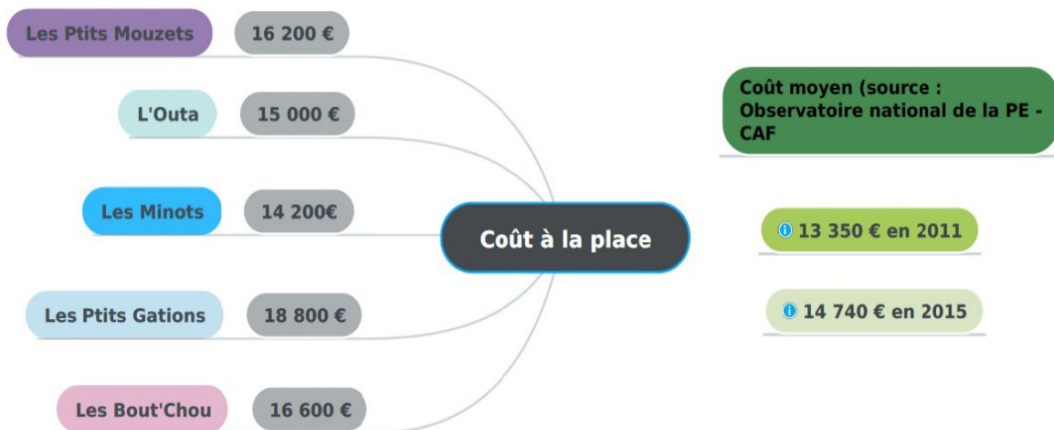 Les Ptits Mouzets 16 200 €
L'Outa 15 000 €
Les Minots 14 200€
Les Ptits Gations 18 800 €
Les Bout'Chou 16 600 €
Coût à la place
Coût moyen (source :
Observatoire national de la PE -
CAF
13 350 € en 2011
14 740 € en 2015